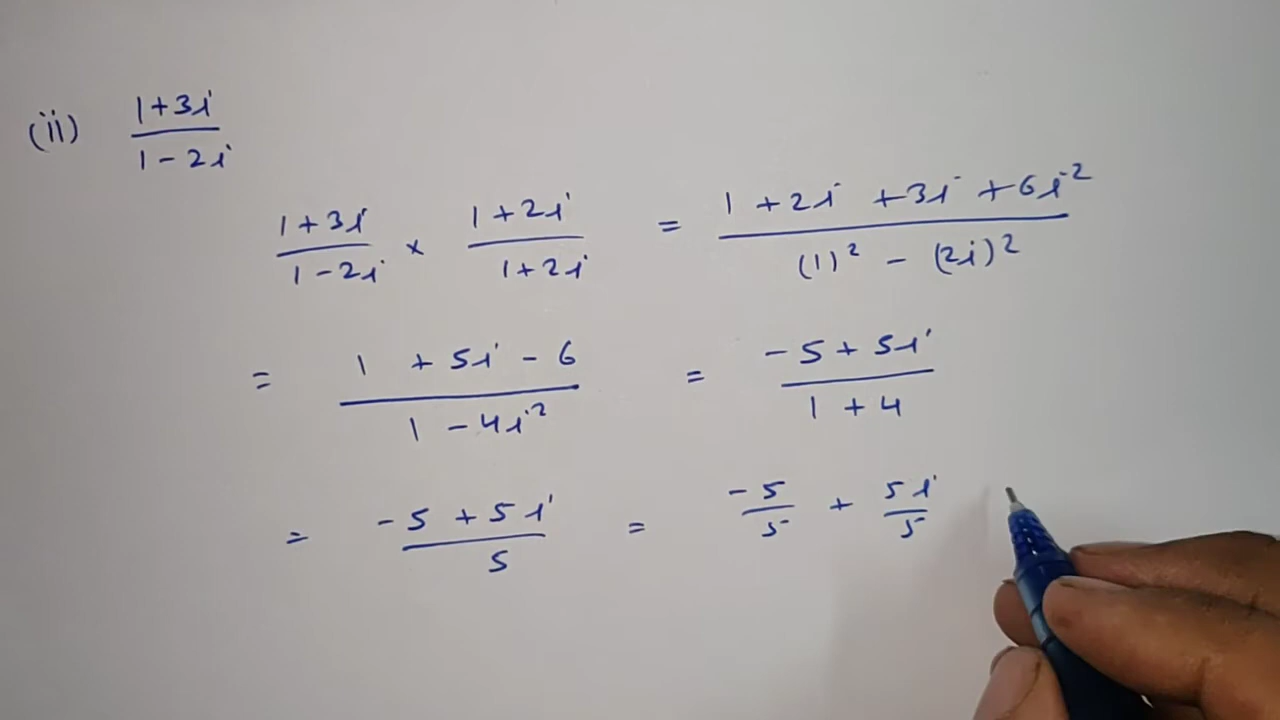 (ii) (1+3i)/(1-2i)
(1+3i)/(1-2i) × (1+2i)/(1+2i) = (1+2i+3i+6i²)/((1)² - (2i)²)
= (1+5i-6)/(1-4i²) = (-5+5i)/(1+4)
= (-5+5i)/5 = -5/5 + 5i/5